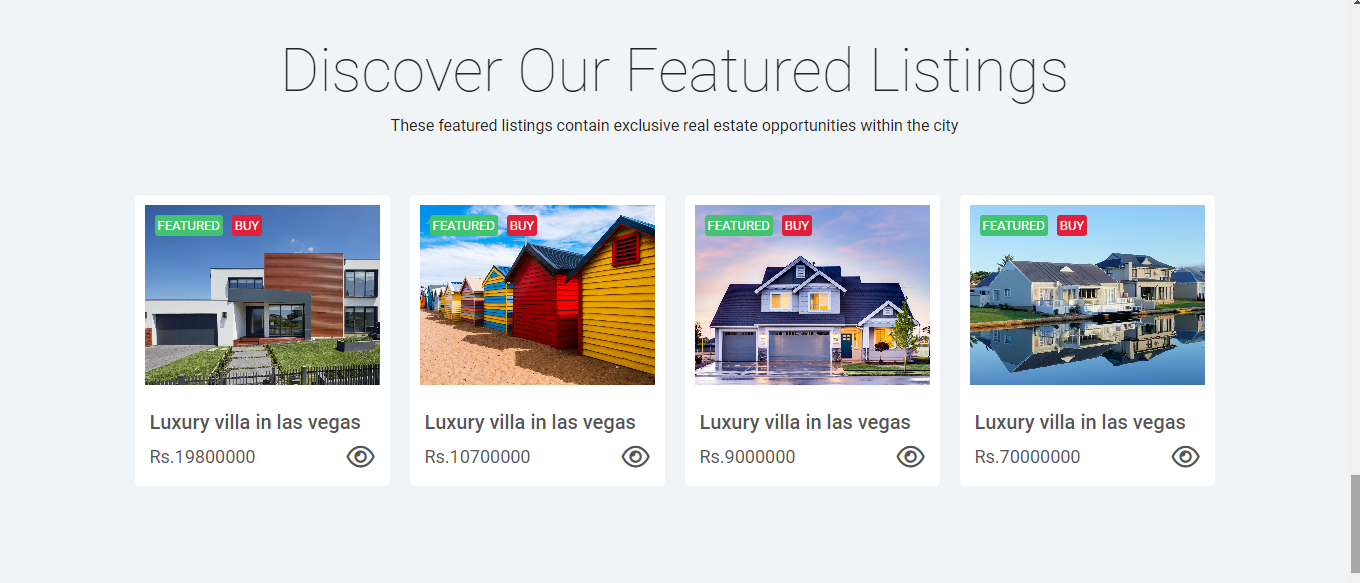 Discover Our Featured Listings
These featured listings contain exclusive real estate opportunities within the city
FEATURED BUY
Luxury villa in las vegas
Rs.19800000
FEATURED BUY
Luxury villa in las vegas
Rs.10700000
FEATURED BUY
Luxury villa in las vegas
Rs.9000000
FEATURED BUY
Luxury villa in las vegas
Rs.70000000